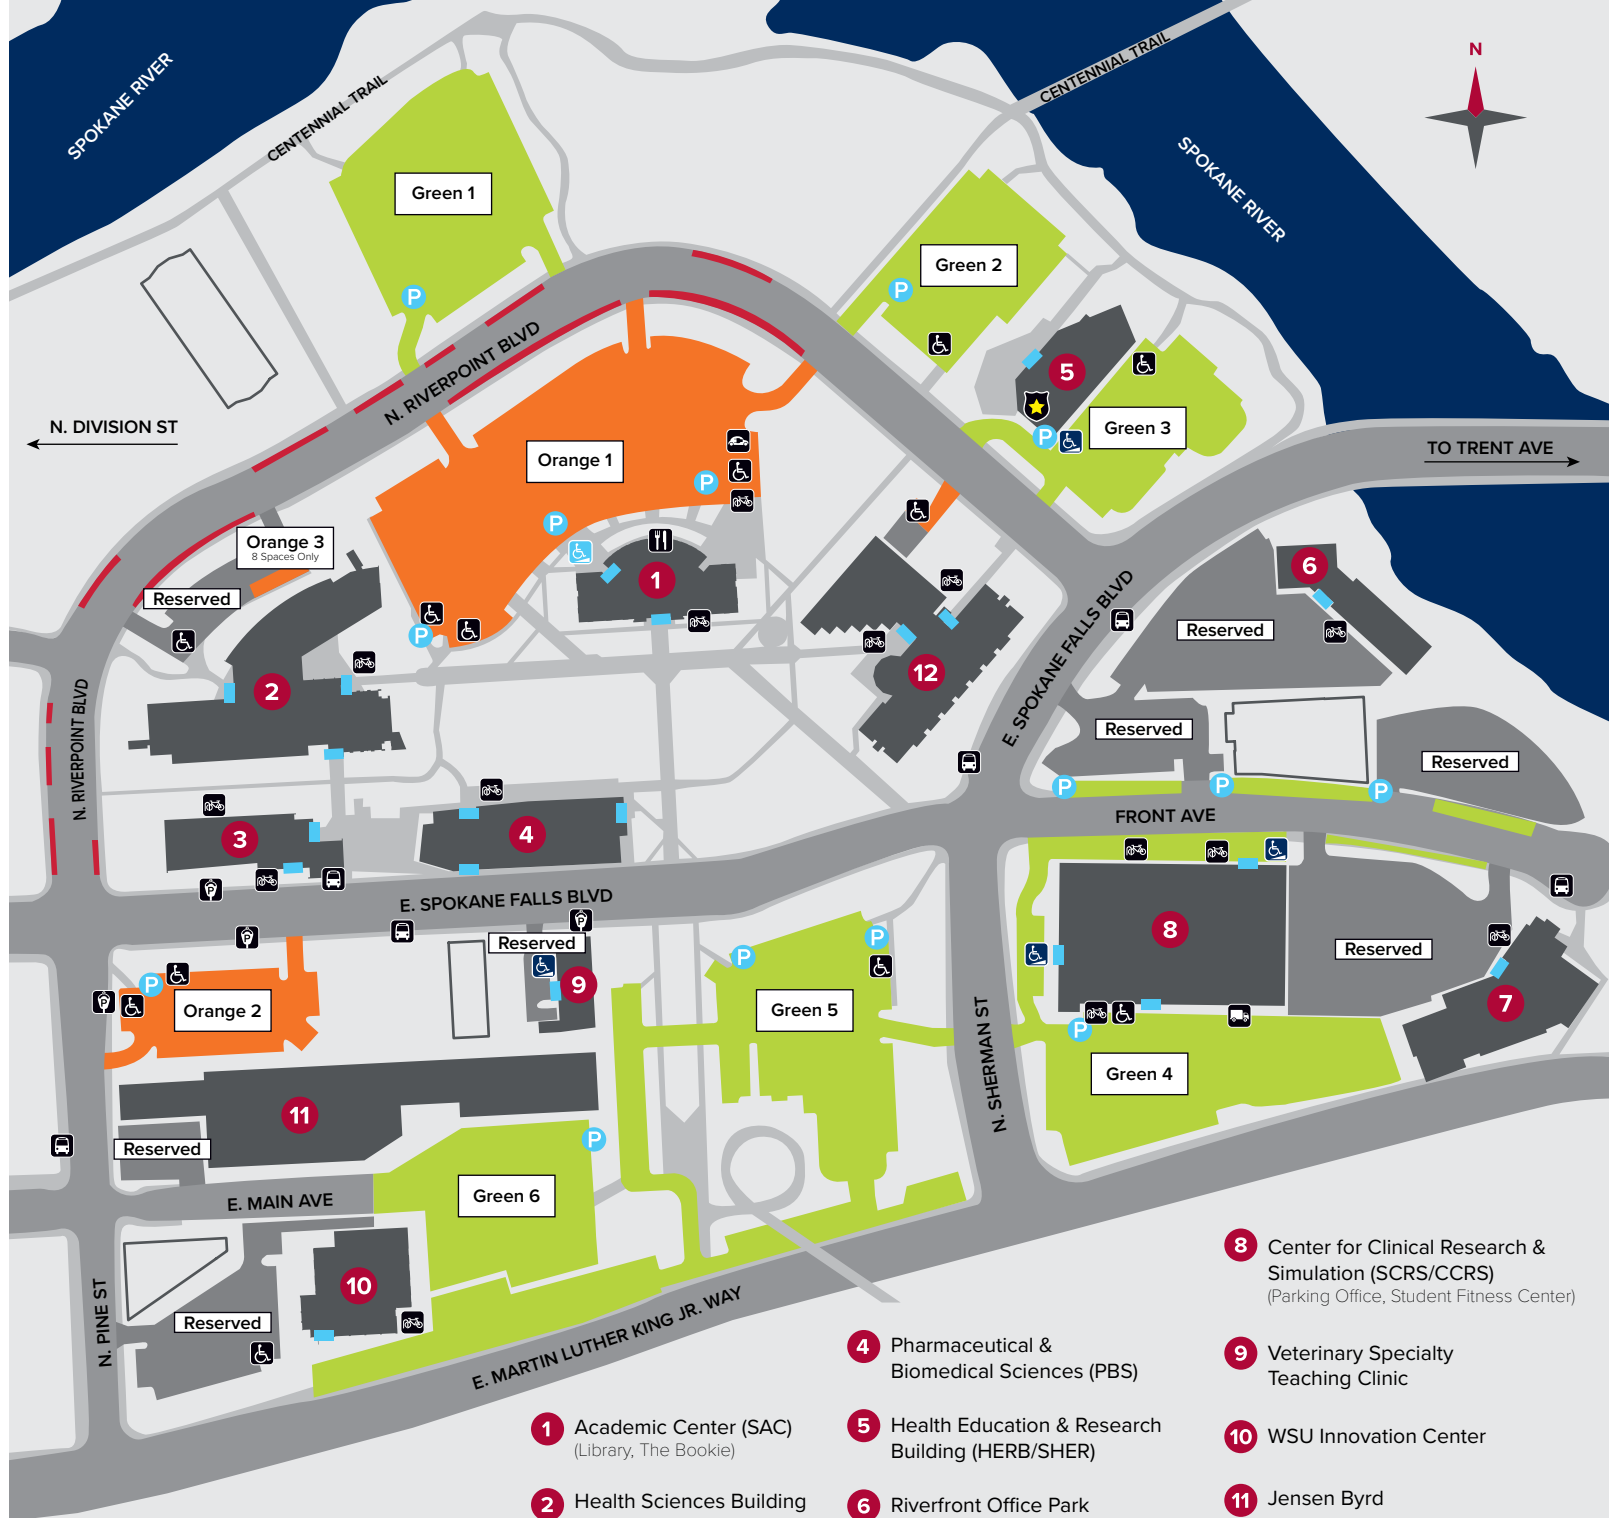 N
SPOKANE RIVER
CENTENNIAL TRAIL
CENTENNIAL TRAIL
SPOKANE RIVER
Green 1
Green 2
P
P
N. RIVERPOINT BLVD
5
N. DIVISION ST
Green 3
P
TO TRENT AVE
Orange 1
P
P
Orange 3
8 Spaces Only
6
1
Reserved
P
Reserved
E. SPOKANE FALLS BLVD
12
2
N. RIVERPOINT BLVD
Reserved
Reserved
P
P
P
FRONT AVE
3
4
P
E. SPOKANE FALLS BLVD
P
P
Reserved
P
P
8
Reserved
P
9
Orange 2
P
Green 5
7
P
N. SHERMAN ST
Green 4
11
P
Reserved
Green 6
E. MAIN AVE
10
N. PINE ST
Reserved
E. MARTIN LUTHER KING JR. WAY
1 Academic Center (SAC)
(Library, The Bookie)
2 Health Sciences Building
4 Pharmaceutical &
Biomedical Sciences (PBS)
5 Health Education & Research
Building (HERB/SHER)
6 Riverfront Office Park
8 Center for Clinical Research &
Simulation (SCRS/CCRS)
(Parking Office, Student Fitness Center)
9 Veterinary Specialty
Teaching Clinic
10 WSU Innovation Center
11 Jensen Byrd